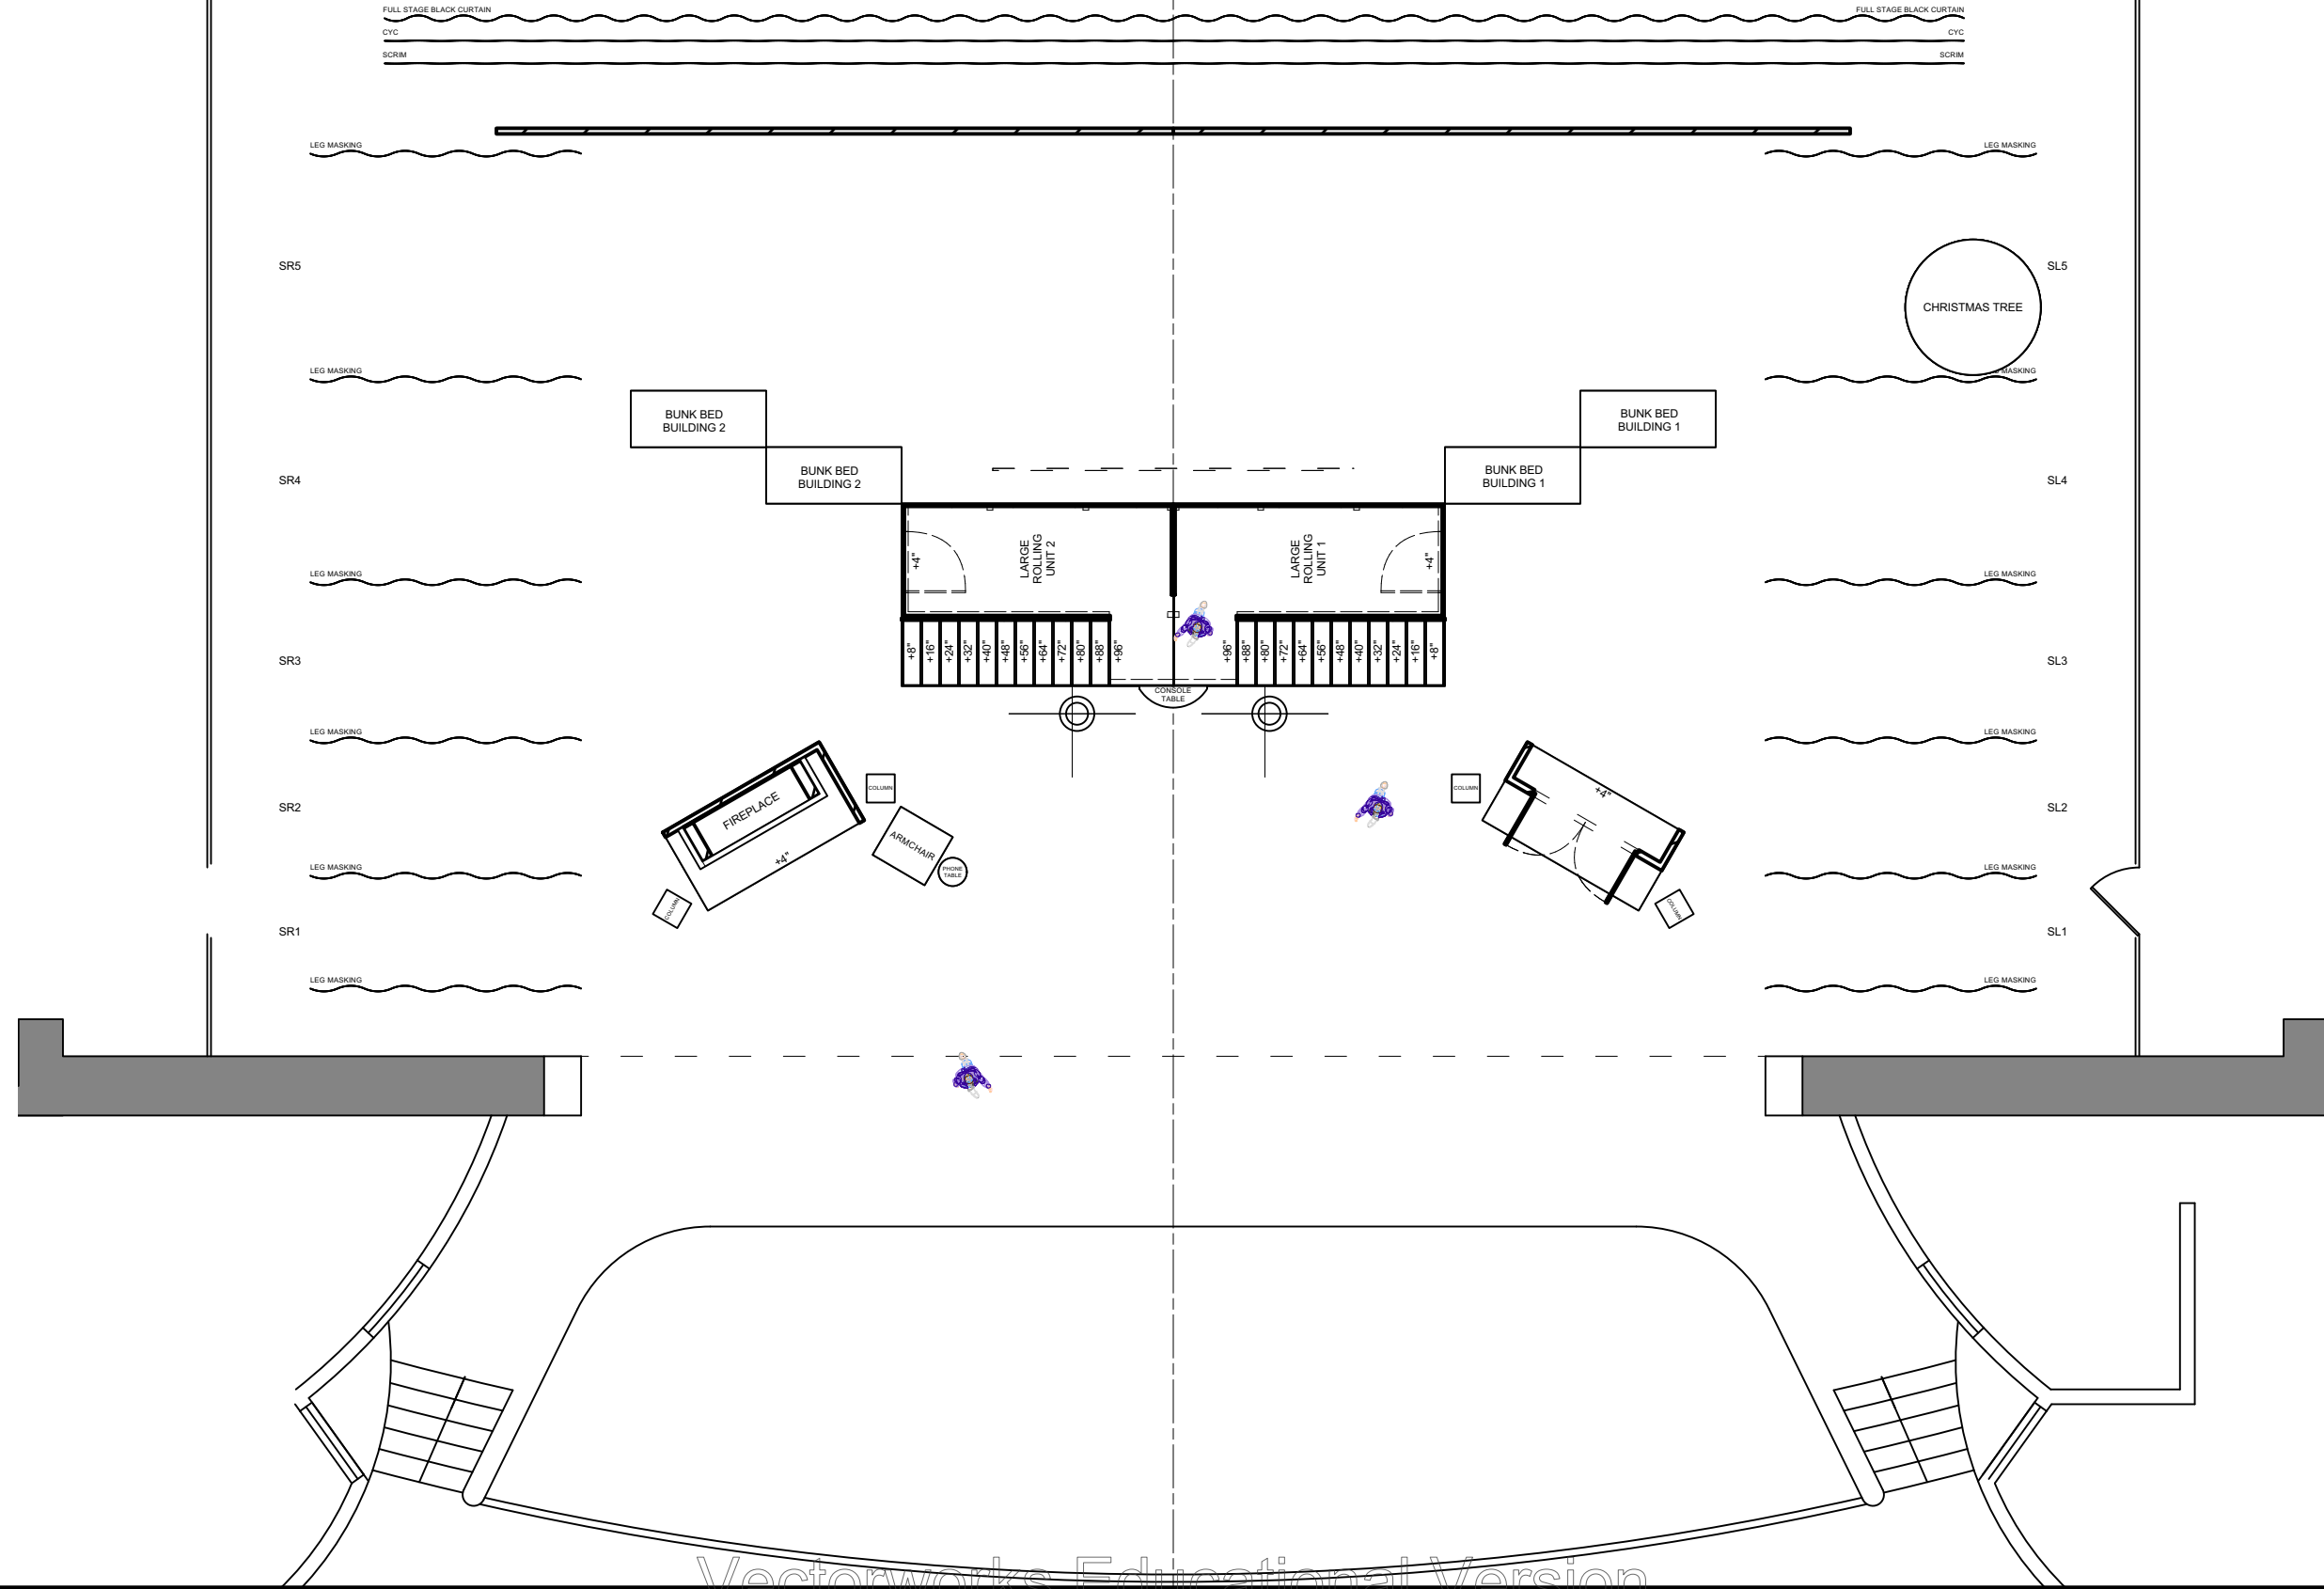 FULL STAGE BLACK CURTAIN
FULL STAGE BLACK CURTAIN
CYC
CYC
SCRIM
SCRIM
LEG MASKING
LEG MASKING
SR5
SL5
CHRISTMAS TREE
LEG MASKING
MASKING
BUNK BED
BUILDING 2
BUNK BED
BUILDING 1
BUNK BED
BUILDING 2
BUNK BED
BUILDING 1
SR4
SL4
LARGE
ROLLING
UNIT 2
LARGE
ROLLING
UNIT 1
+4"
+4"
LEG MASKING
LEG MASKING
SR3
SL3
+8"
+16"
+24"
+32"
+40"
+48"
+56"
+64"
+72"
+80"
+88"
+96"
+96"
+88"
+80"
+72"
+64"
+56"
+48"
+40"
+32"
+24"
+16"
+8"
CONSOLE
TABLE
LEG MASKING
LEG MASKING
SR2
SL2
FIREPLACE
+4"
COLUMN
ARMCHAIR
PHONE
TABLE
COLUMN
+4"
LEG MASKING
LEG MASKING
COLUMN
COLUMN
SR1
SL1
LEG MASKING
LEG MASKING
Vectorworks Educational Version